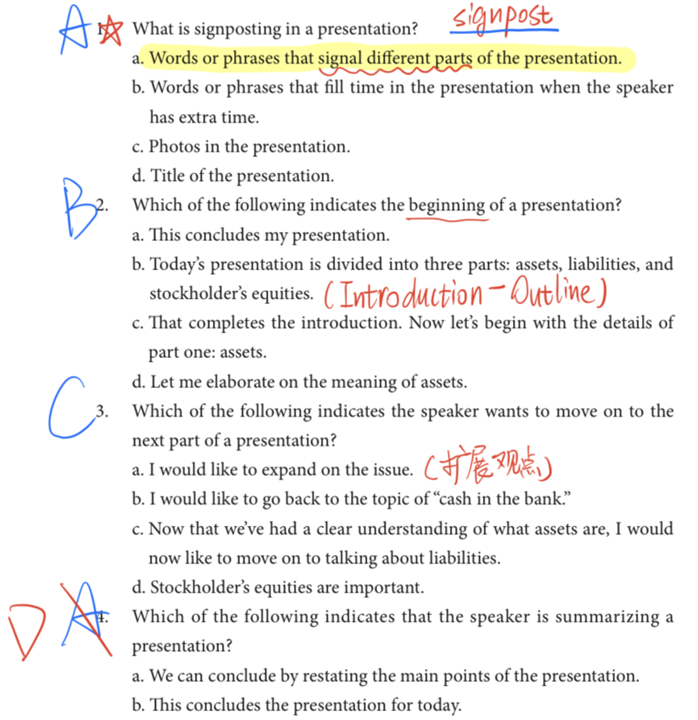 A 1. What is signposting in a presentation? signpost
a. Words or phrases that signal different parts of the presentation.
b. Words or phrases that fill time in the presentation when the speaker
has extra time.
c. Photos in the presentation.
d. Title of the presentation.
B 2. Which of the following indicates the beginning of a presentation?
a. This concludes my presentation.
b. Today's presentation is divided into three parts: assets, liabilities, and
stockholder's equities. (Introduction - Outline)
c. That completes the introduction. Now let's begin with the details of
part one: assets.
d. Let me elaborate on the meaning of assets.
C 3. Which of the following indicates the speaker wants to move on to the
next part of a presentation?
a. I would like to expand on the issue. (扩展观点)
b. I would like to go back to the topic of "cash in the bank."
c. Now that we've had a clear understanding of what assets are, I would
now like to move on to talking about liabilities.
d. Stockholder's equities are important.
D A 4. Which of the following indicates that the speaker is summarizing a
presentation?
a. We can conclude by restating the main points of the presentation.
b. This concludes the presentation for today.